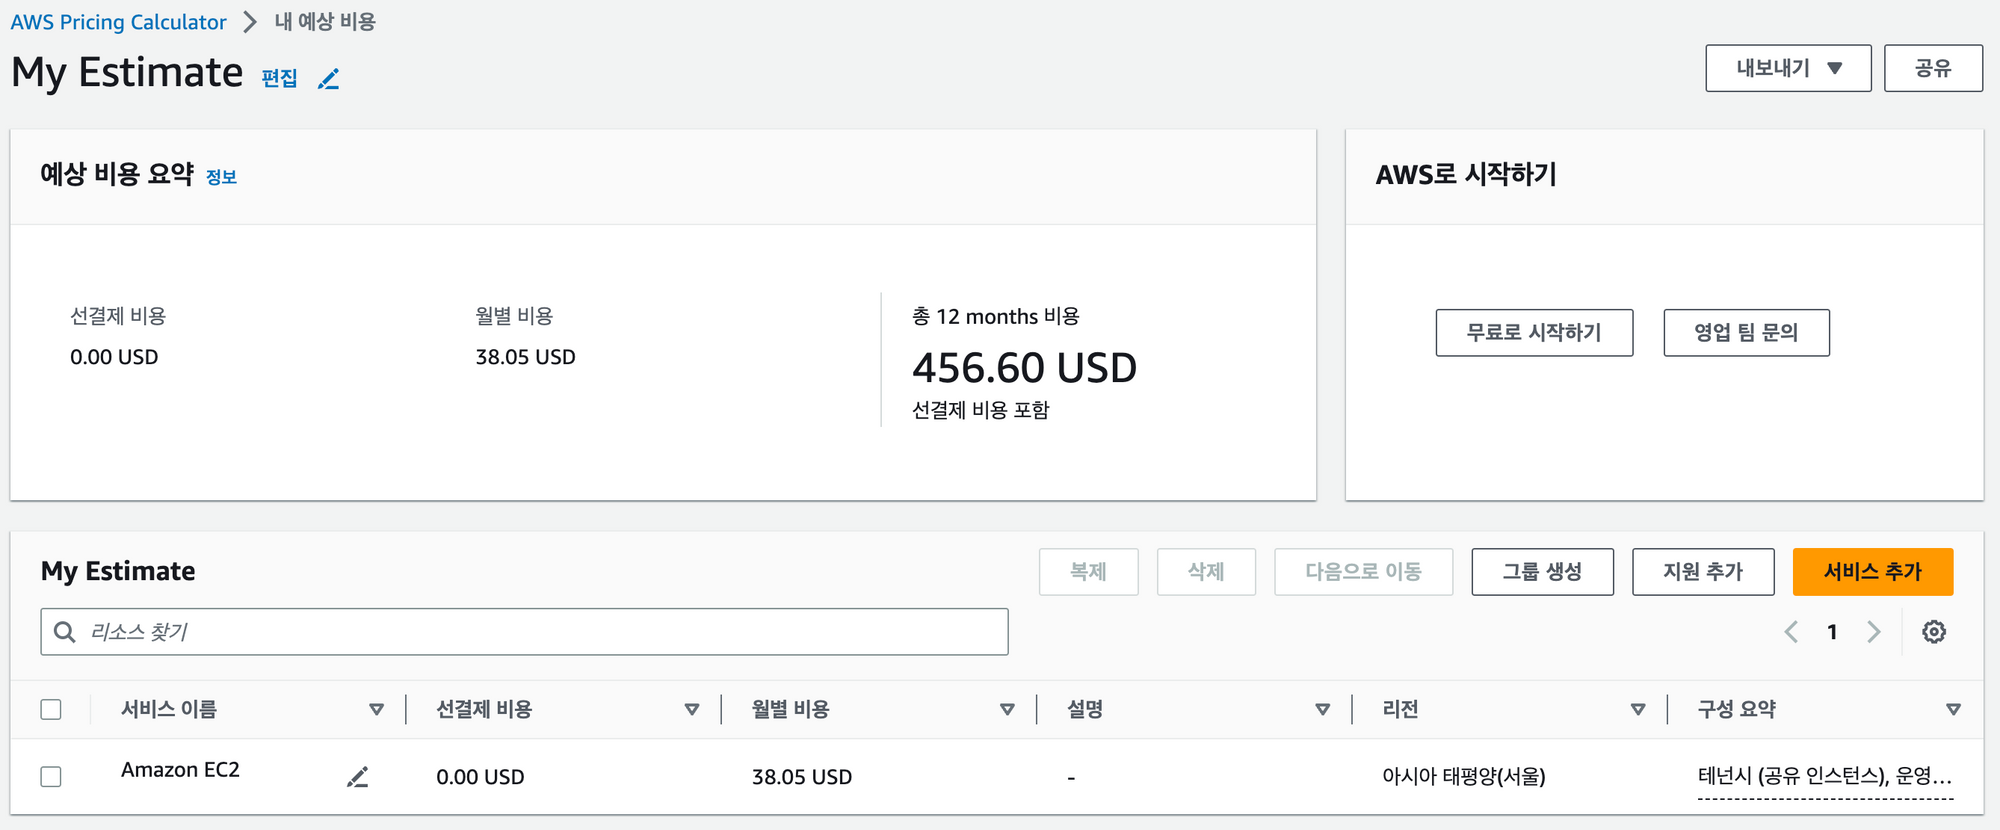 AWS Pricing Calculator > 내 예상 비용
My Estimate 편집
내보내기 ▼ 공유
예상 비용 요약 정보
선결제 비용
0.00 USD
월별 비용
38.05 USD
총 12 months 비용
456.60 USD
선결제 비용 포함
AWS로 시작하기
무료로 시작하기 영업 팀 문의
My Estimate
복제 삭제 다음으로 이동 그룹 생성 지원 추가 서비스 추가
리소스 찾기
1
서비스 이름 선결제 비용 월별 비용 설명 리전 구성 요약
Amazon EC2 0.00 USD 38.05 USD - 아시아 태평양(서울) 테넌시 (공유 인스턴스), 운영...